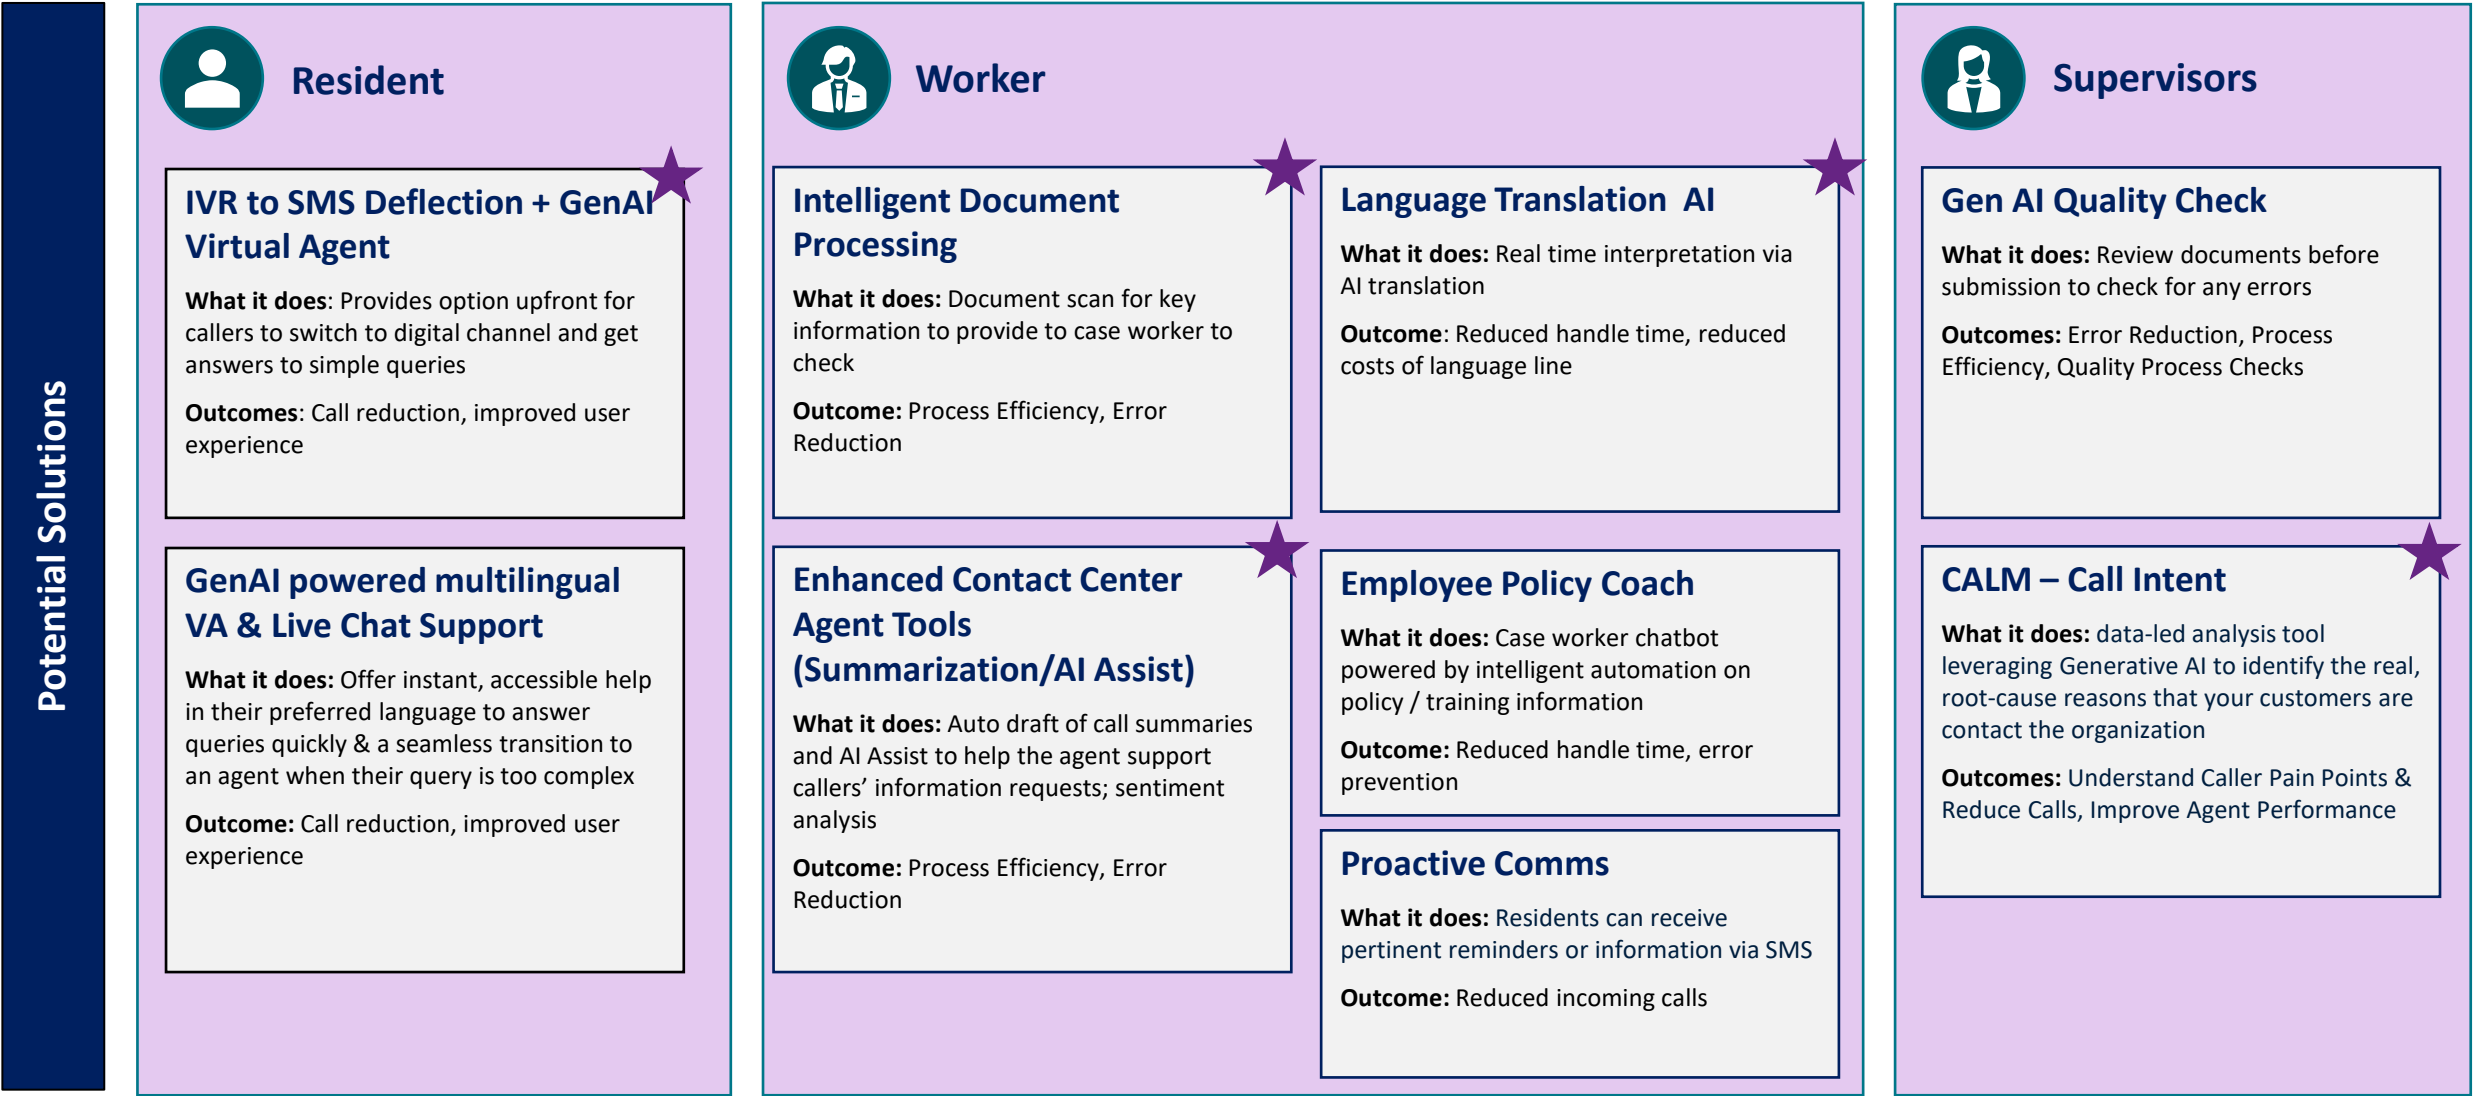 Potential Solutions
Resident
IVR to SMS Deflection + GenAI
Virtual Agent
What it does: Provides option upfront for
callers to switch to digital channel and get
answers to simple queries
Outcomes: Call reduction, improved user
experience
GenAI powered multilingual
VA & Live Chat Support
What it does: Offer instant, accessible help
in their preferred language to answer
queries quickly & a seamless transition to
an agent when their query is too complex
Outcome: Call reduction, improved user
experience
Worker
Intelligent Document
Processing
What it does: Document scan for key
information to provide to case worker to
check
Outcome: Process Efficiency, Error
Reduction
Language Translation  AI
What it does: Real time interpretation via
AI translation
Outcome: Reduced handle time, reduced
costs of language line
Enhanced Contact Center
Agent Tools
(Summarization/AI Assist)
What it does: Auto draft of call summaries
and AI Assist to help the agent support
callers’ information requests; sentiment
analysis
Outcome: Process Efficiency, Error
Reduction
Employee Policy Coach
What it does: Case worker chatbot
powered by intelligent automation on
policy / training information
Outcome: Reduced handle time, error
prevention
Proactive Comms
What it does: Residents can receive
pertinent reminders or information via SMS
Outcome: Reduced incoming calls
Supervisors
Gen AI Quality Check
What it does: Review documents before
submission to check for any errors
Outcomes: Error Reduction, Process
Efficiency, Quality Process Checks
CALM – Call Intent
What it does: data-led analysis tool
leveraging Generative AI to identify the real,
root-cause reasons that your customers are
contact the organization
Outcomes: Understand Caller Pain Points &
Reduce Calls, Improve Agent Performance